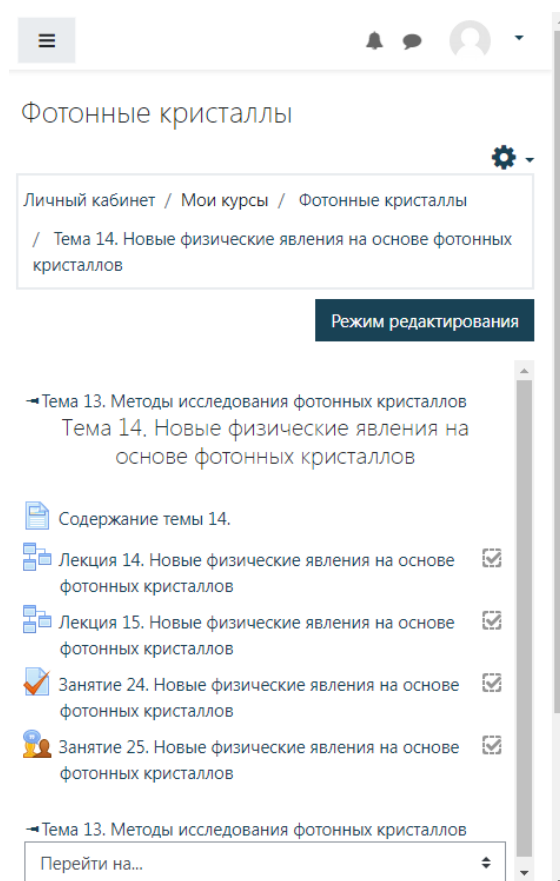 Фотонные кристаллы
Личный кабинет / Мои курсы / Фотонные кристаллы
/ Тема 14. Новые физические явления на основе фотонных
кристаллов
Режим редактирования
Тема 13. Методы исследования фотонных кристаллов
Тема 14. Новые физические явления на
основе фотонных кристаллов
Содержание темы 14.
Лекция 14. Новые физические явления на основе
фотонных кристаллов
Лекция 15. Новые физические явления на основе
фотонных кристаллов
Занятие 24. Новые физические явления на основе
фотонных кристаллов
Занятие 25. Новые физические явления на основе
фотонных кристаллов
Тема 13. Методы исследования фотонных кристаллов
Перейти на...